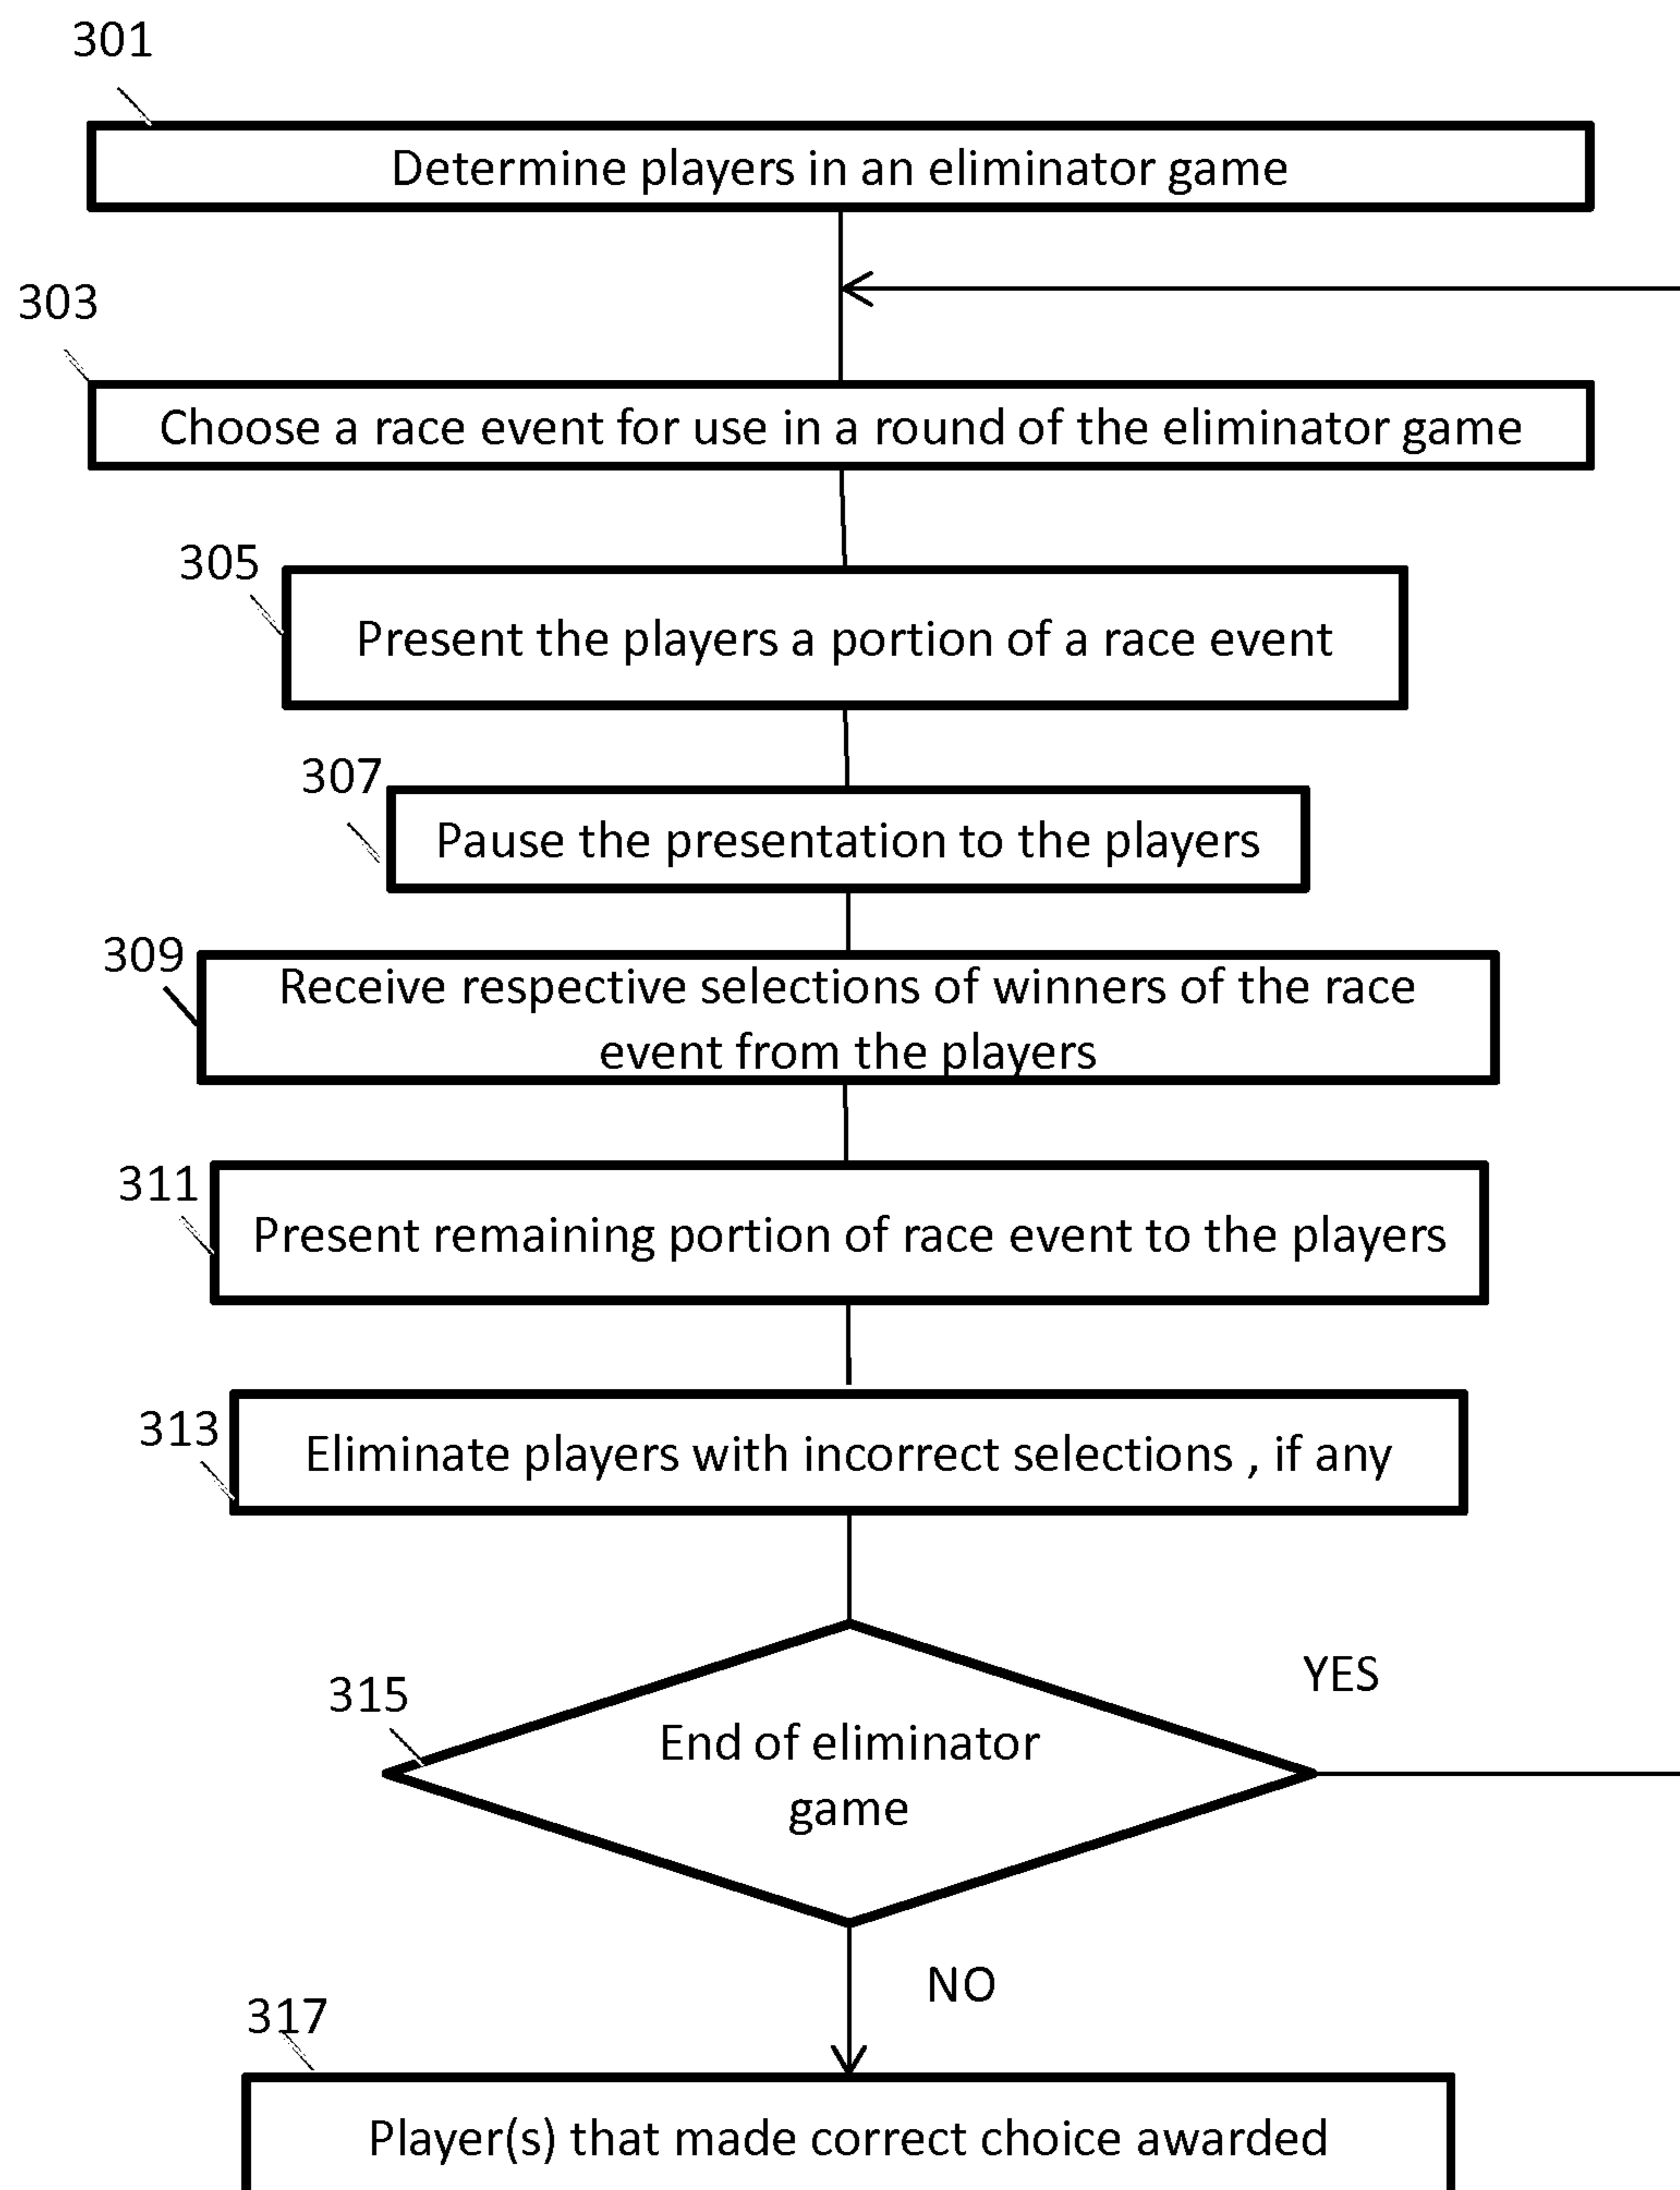 301
Determine players in an eliminator game
303
Choose a race event for use in a round of the eliminator game
305
Present the players a portion of a race event
307
Pause the presentation to the players
309
Receive respective selections of winners of the race
event from the players
311
Present remaining portion of race event to the players
313
Eliminate players with incorrect selections , if any
315
YES
End of eliminator
game
NO
317
Player(s) that made correct choice awarded